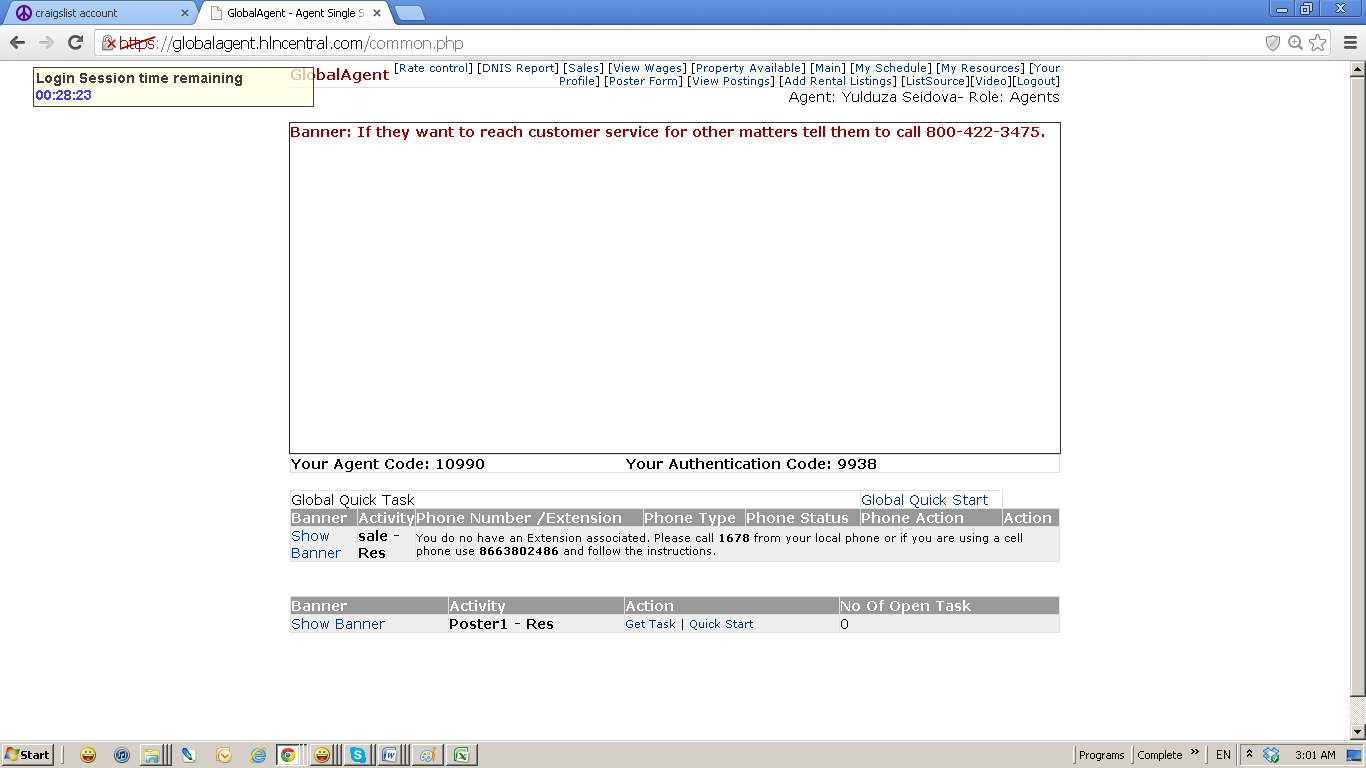 craigslist account
GlobalAgent - Agent Single S
https://globalagent.hlncentral.com/common.php
Login Session time remaining
00:28:23
GlobalAgent
[Rate control] [DNIS Report] [Sales] [View Wages] [Property Available] [Main] [My Schedule] [My Resources] [Your
Profile] [Poster Form] [View Postings] [Add Rental Listings] [ListSource][Video][Logout]
Agent: Yulduza Seidova- Role: Agents
Banner: If they want to reach customer service for other matters tell them to call 800-422-3475.
Your Agent Code: 10990 Your Authentication Code: 9938
Global Quick Task Global Quick Start
Banner Activity Phone Number /Extension Phone Type Phone Status Phone Action Action
Show Banner
sale - Res
You do no have an Extension associated. Please call 1678 from your local phone or if you are using a cell
phone use 8663802486 and follow the instructions.
Banner Activity Action No Of Open Task
Show Banner Poster1 - Res Get Task | Quick Start 0
Start Programs Complete » EN 3:01 AM